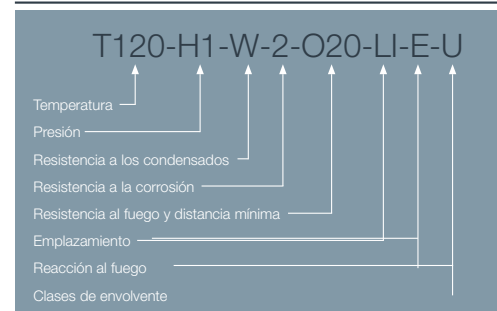 T120-H1-W-2-O20-LI-E-U
Temperatura
Presión
Resistencia a los condensados
Resistencia a la corrosión
Resistencia al fuego y distancia mínima
Emplazamiento
Reacción al fuego
Clases de envolvente